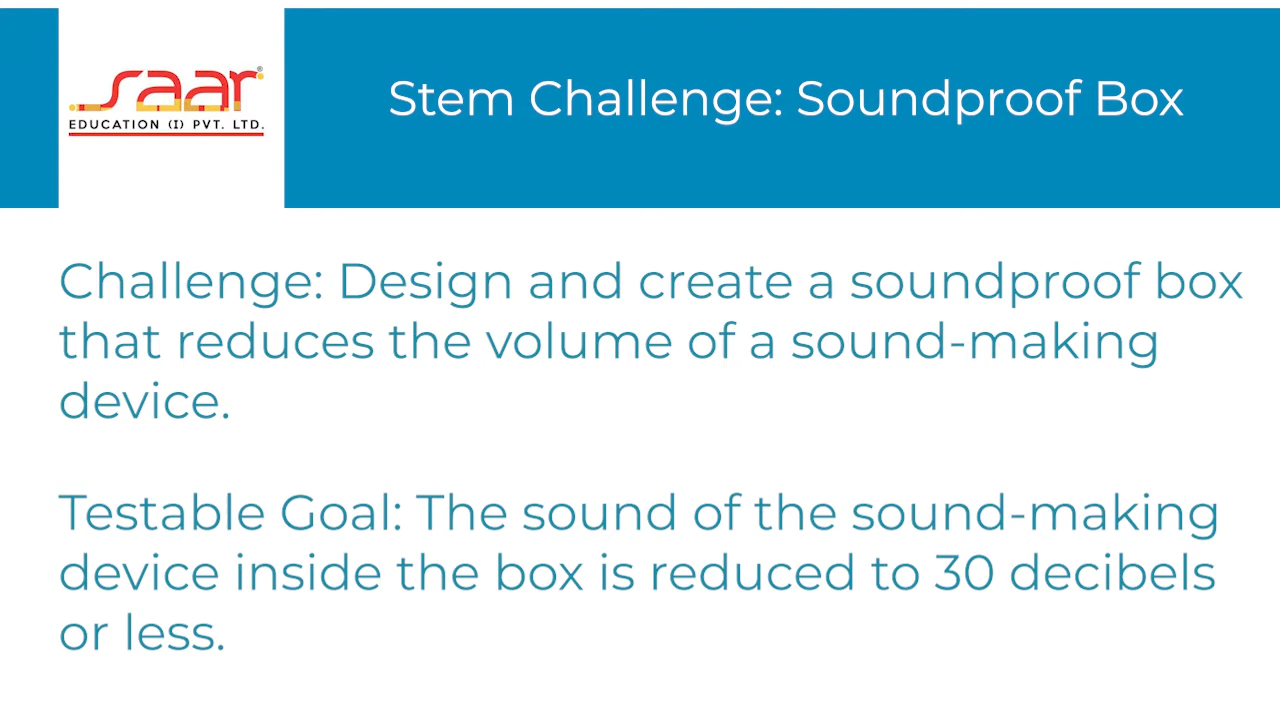 saar
EDUCATION (I) PVT. LTD.
Stem Challenge: Soundproof Box
Challenge: Design and create a soundproof box
that reduces the volume of a sound-making
device.
Testable Goal: The sound of the sound-making
device inside the box is reduced to 30 decibels
or less.